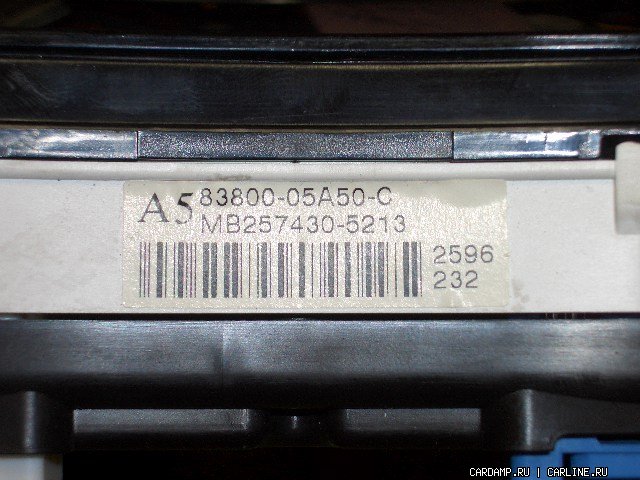 A5 83800-05A50-C
MB257430-5213
2596
232
CARDAMP.RU | CARLINE.RU